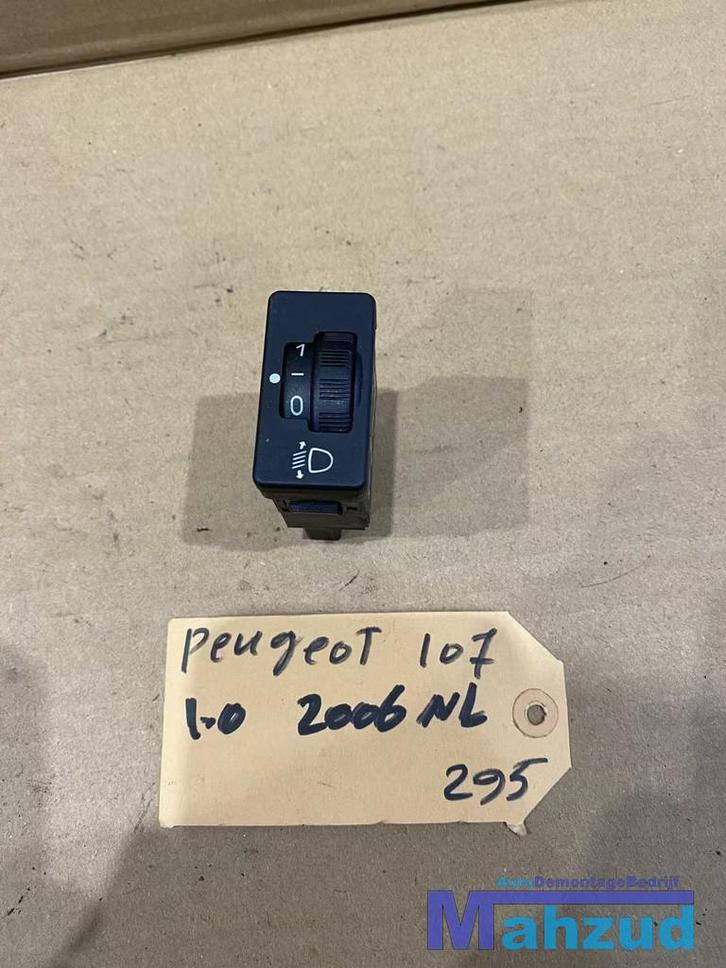 1
–
0
Peugeot 107
1.0 2006 NL
295
AutoDemontageBedrijf
Mahzud